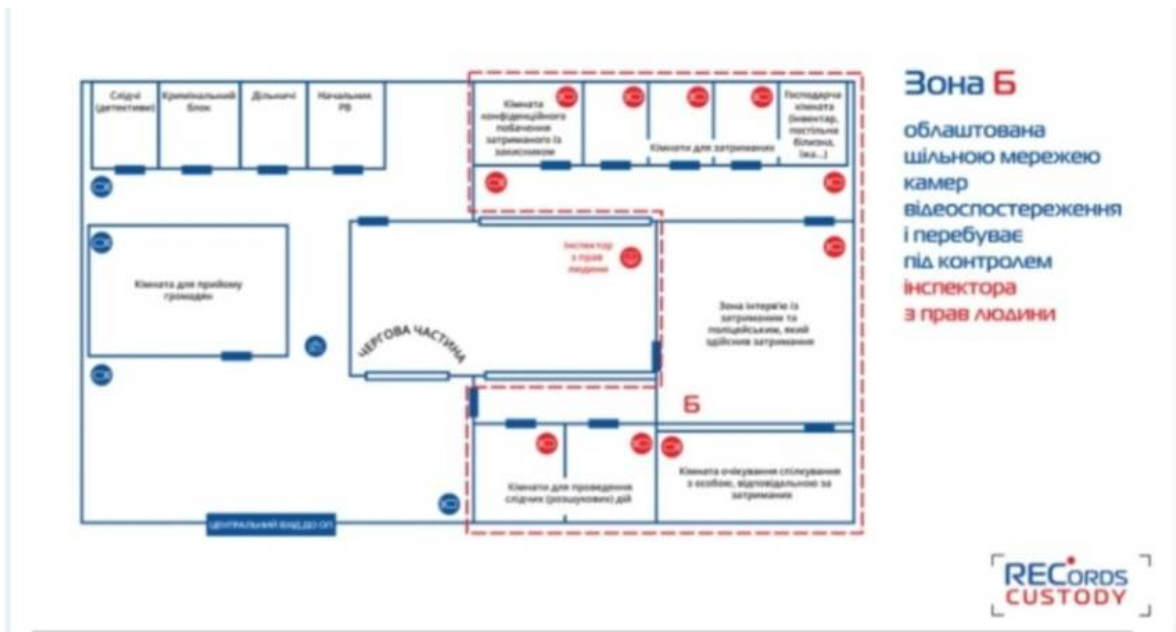 Слідчі
(детективи)
Кримінальний
блок
Дільничі
Начальник
РВ
Кімната
конфіденційного
побачення
затриманого із
захисником
Кімнати для затриманих
Господарча
кімната
(інвентар,
постільна
білизна,
їжа...)
Зона Б
облаштована
щільною мережею
камер
відеоспостереження
і перебуває
під контролем
інспектора
з прав людини
Кімната для прийому
громадян
Інспектор
з прав
людини
ЧЕРГОВА ЧАСТИНА
Зона інтерв'ю із
затриманим та
поліцейським, який
здійснив затримання
Б
Кімнати для проведення
слідчих (розшукових) дій
Кімната очікування спілкування
з особою, відповідальною за
затриманих
ЦЕНТРАЛЬНИЙ ВХІД ДО ОП
RECORDS
CUSTODY